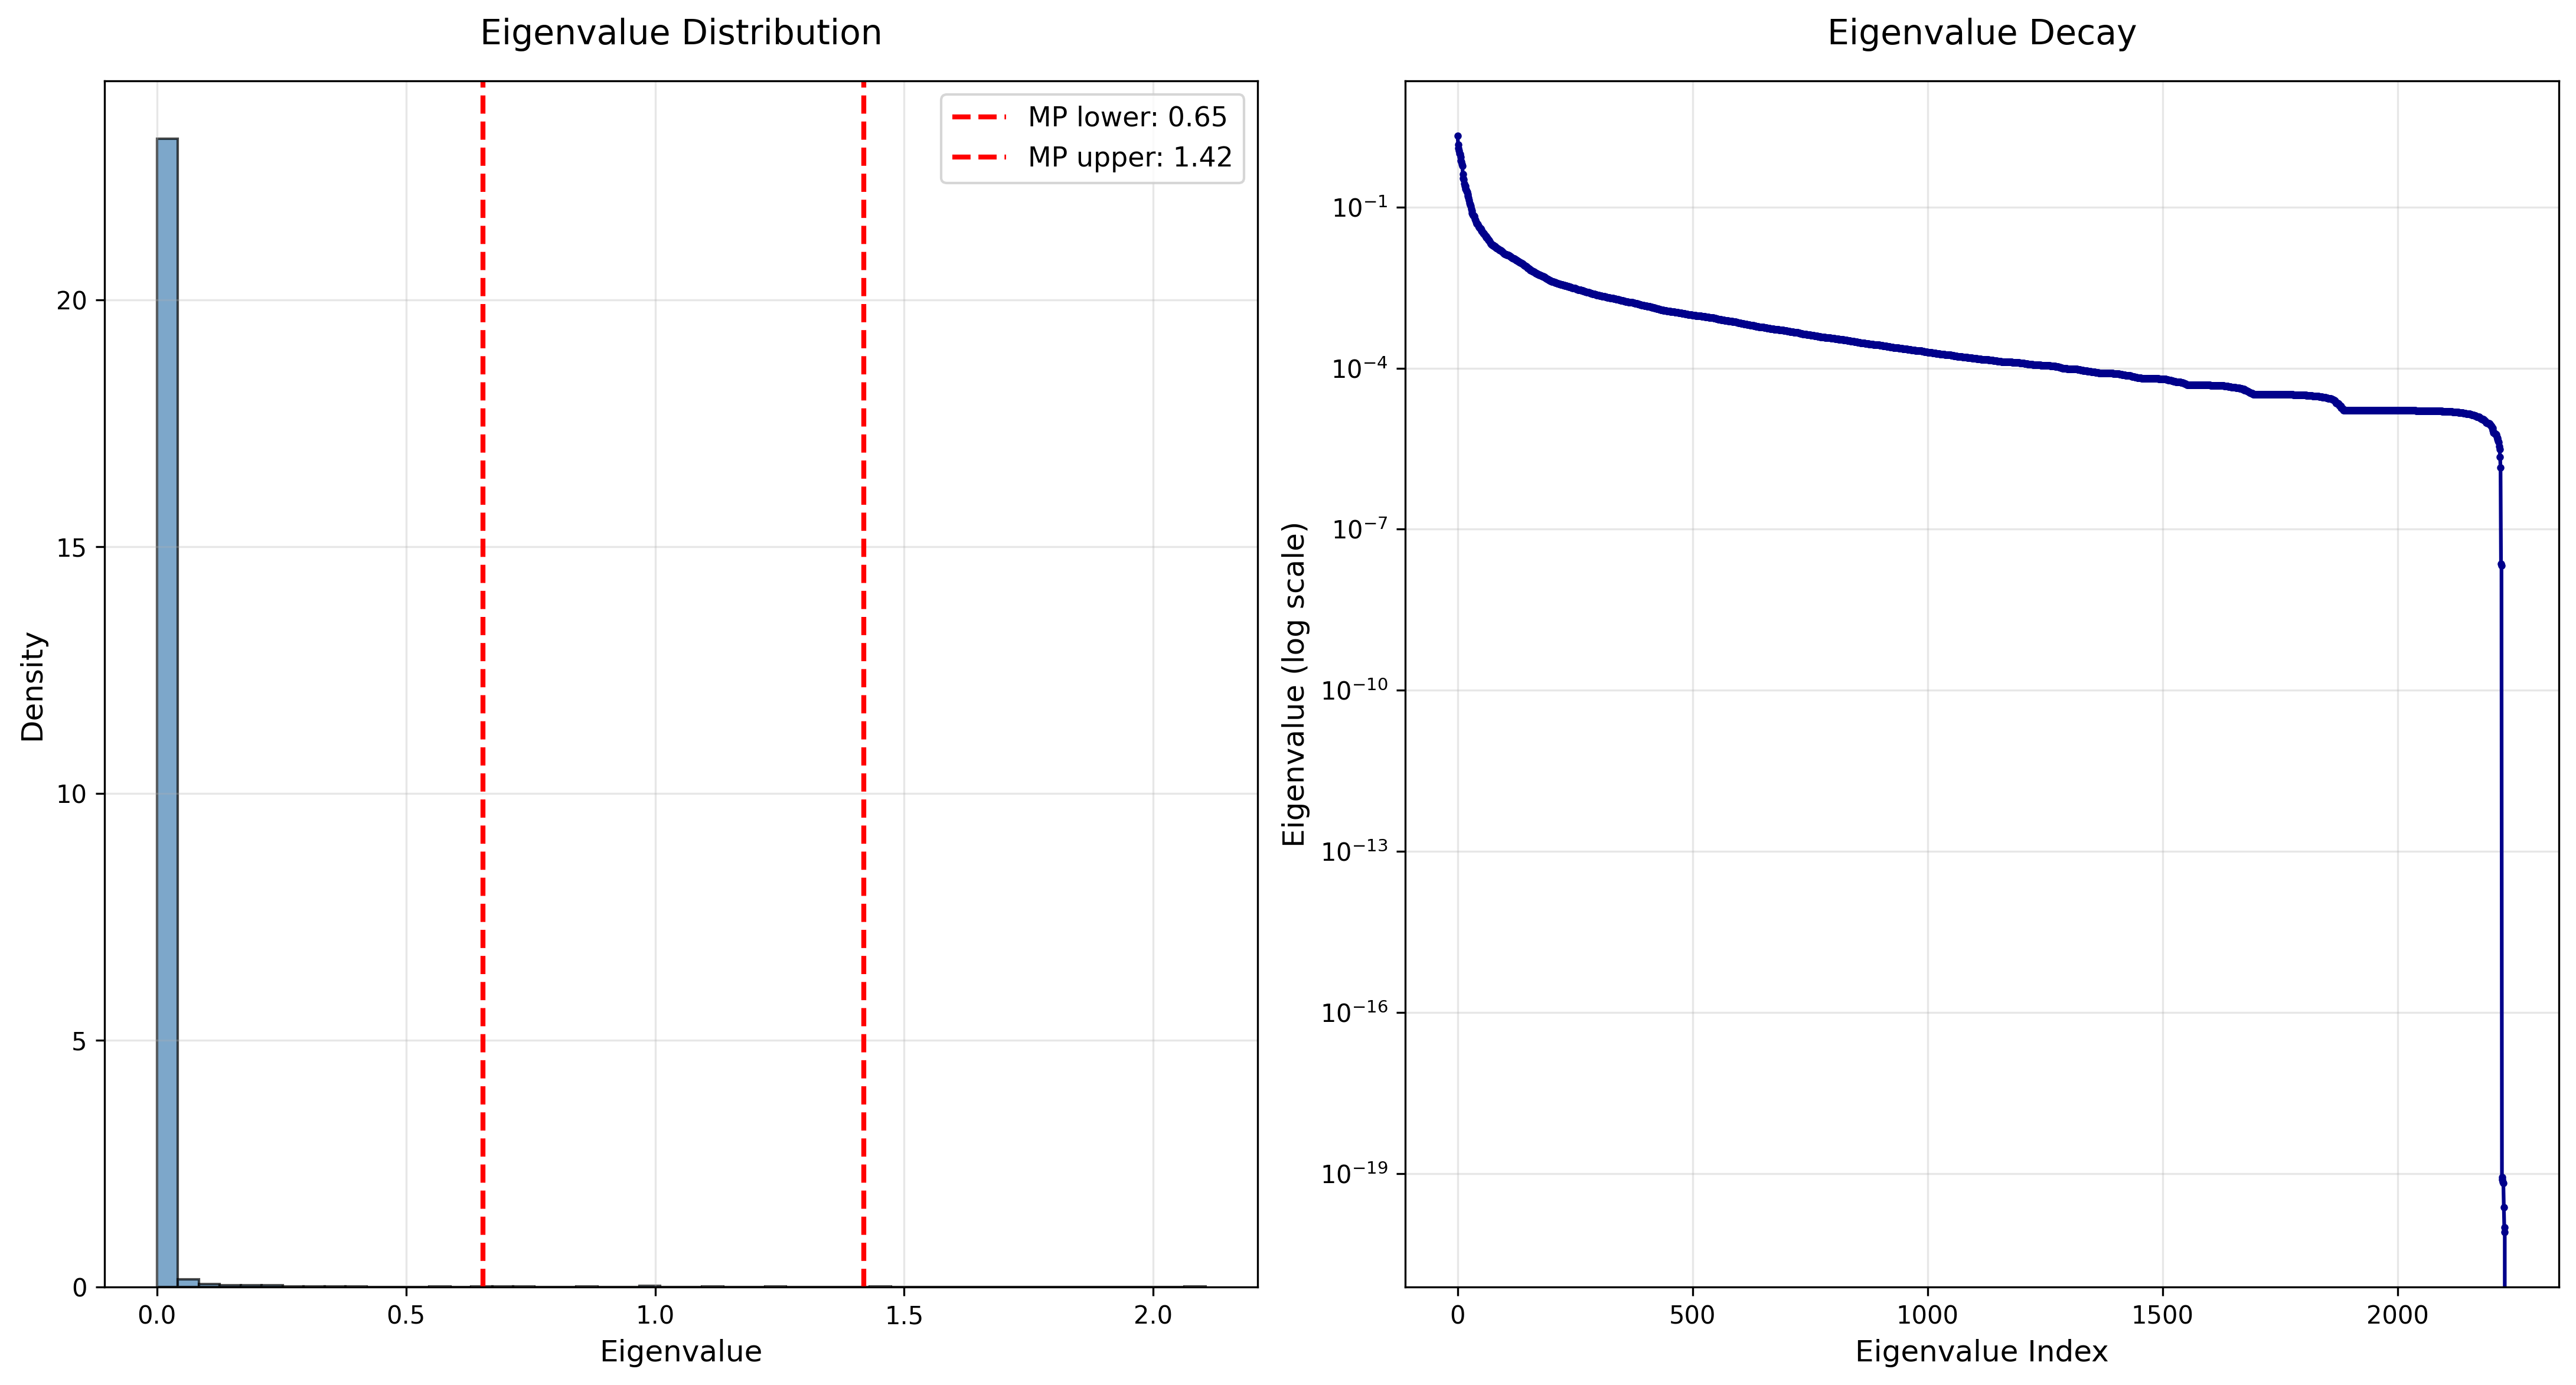 Eigenvalue Distribution
MP lower: 0.65
MP upper: 1.42
20
15
10
5
0
Density
0.0
0.5
1.0
1.5
2.0
Eigenvalue
Eigenvalue Decay
10⁻¹
10⁻⁴
10⁻⁷
10⁻¹⁰
10⁻¹³
10⁻¹⁶
10⁻¹⁹
Eigenvalue (log scale)
0
500
1000
1500
2000
Eigenvalue Index